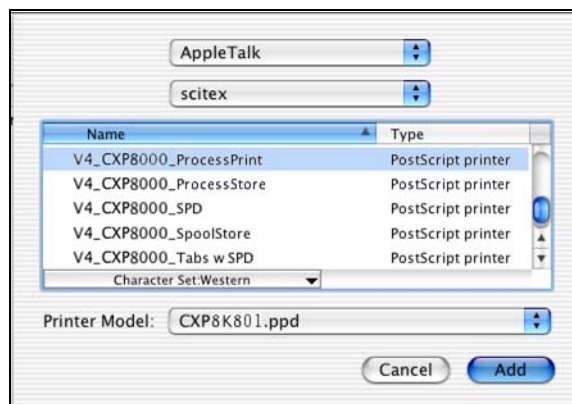 AppleTalk
scitex
Name Type
V4_CXP8000_ProcessPrint PostScript printer
V4_CXP8000_ProcessStore PostScript printer
V4_CXP8000_SPD PostScript printer
V4_CXP8000_SpoolStore PostScript printer
V4_CXP8000_Tabs w SPD PostScript printer
Character Set:Western
Printer Model: CXP8K801.ppd
Cancel Add